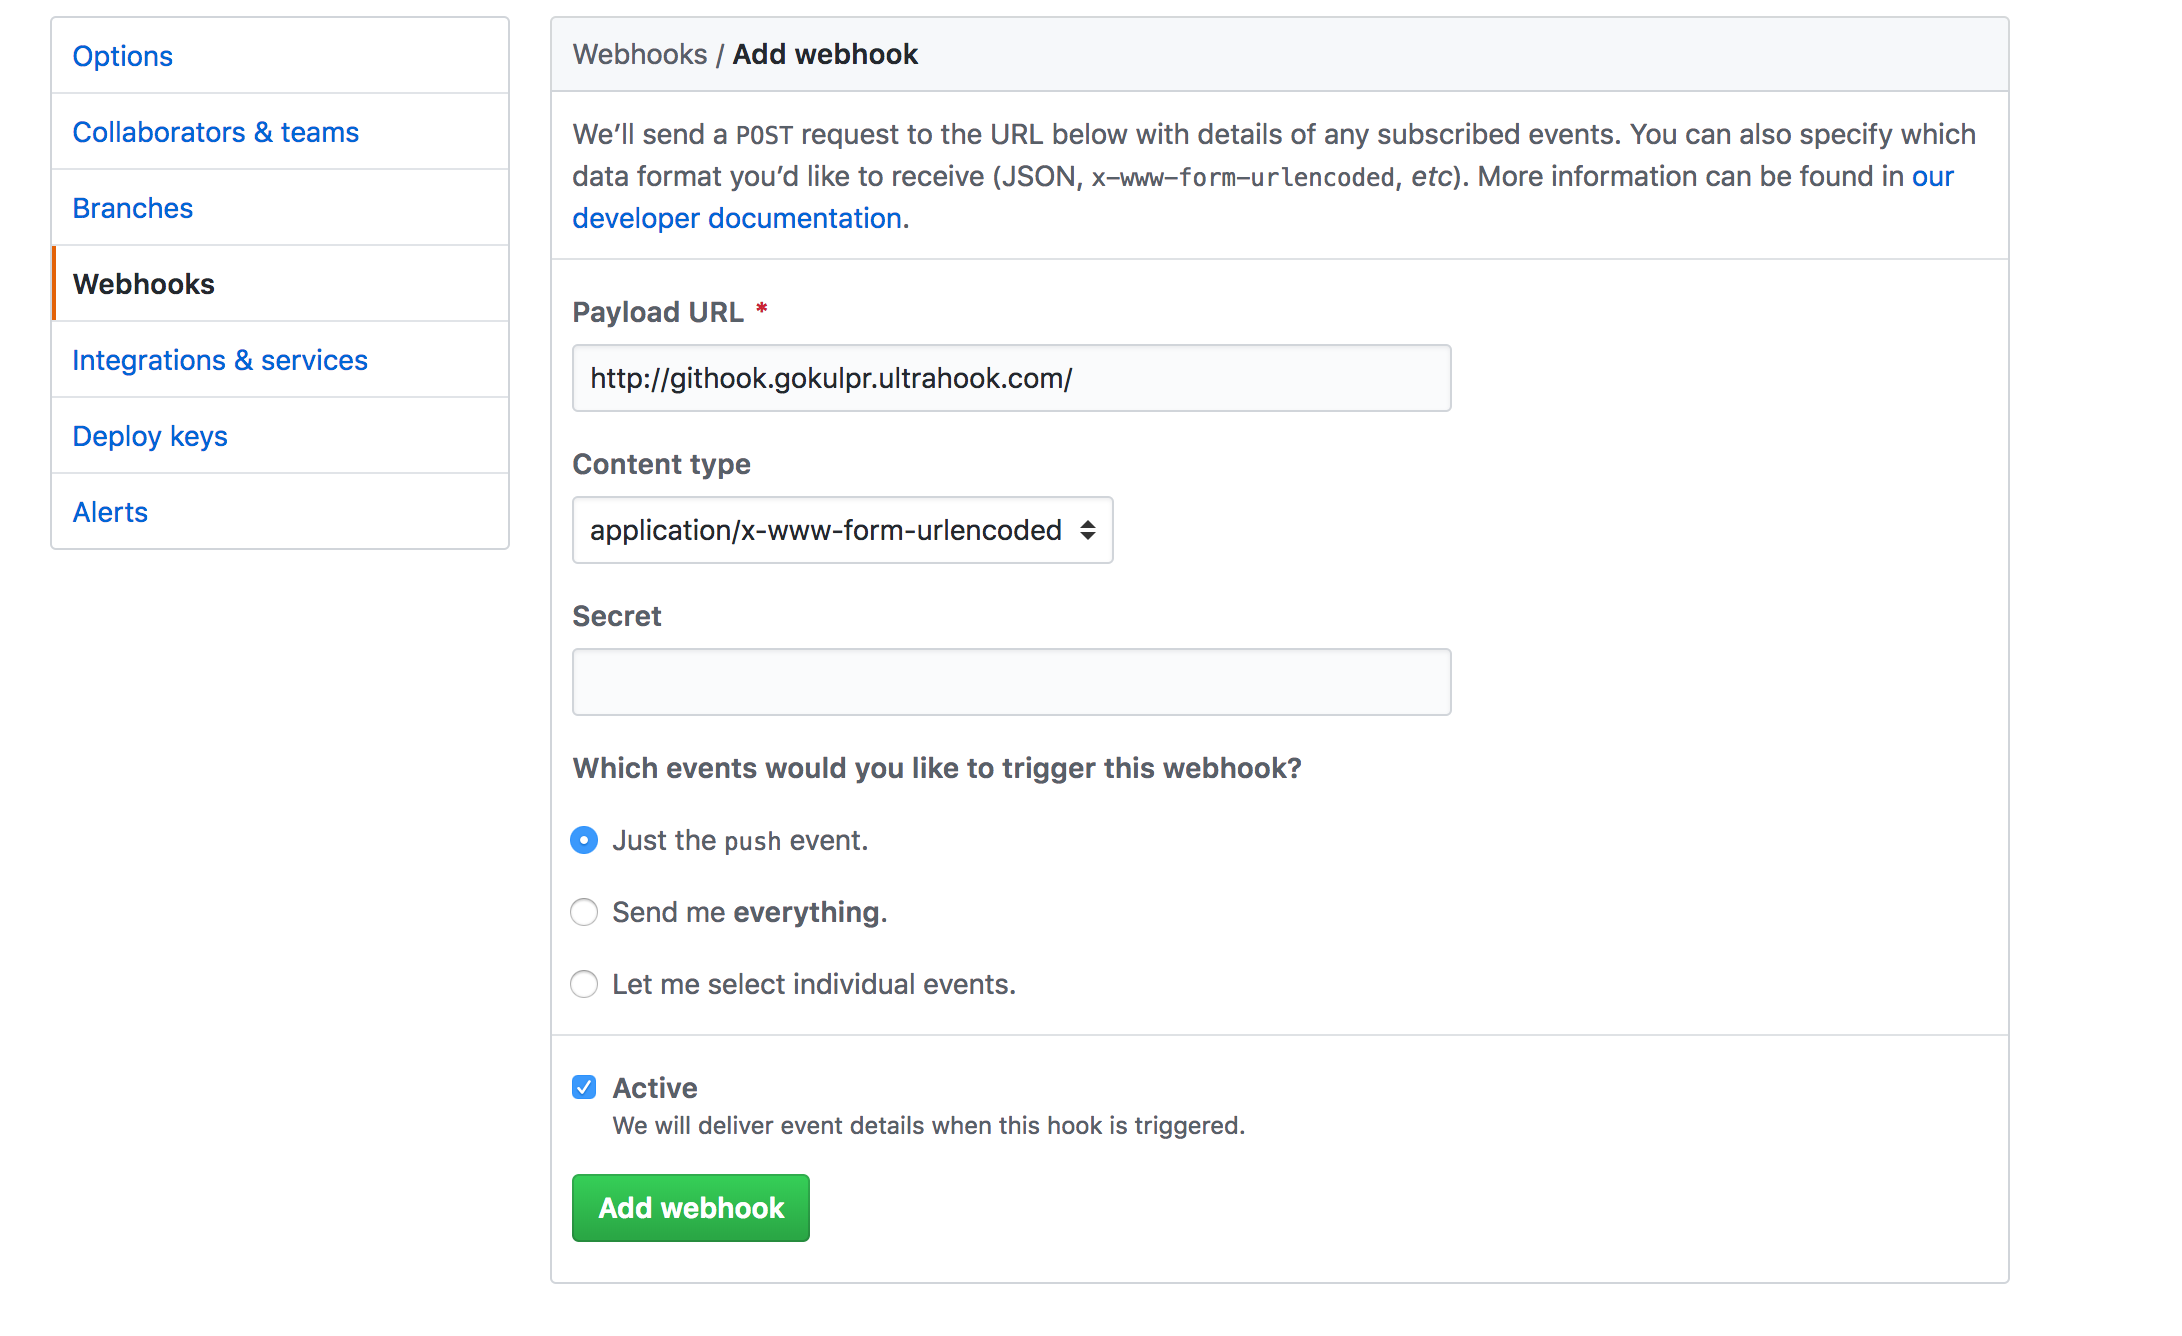 Options
Collaborators & teams
Branches
Webhooks
Integrations & services
Deploy keys
Alerts
Webhooks / Add webhook
We’ll send a POST request to the URL below with details of any subscribed events. You can also specify which
data format you’d like to receive (JSON, x-www-form-urlencoded, etc). More information can be found in our
developer documentation.
Payload URL *
http://githook.gokulpr.ultrahook.com/
Content type
application/x-www-form-urlencoded
Secret
Which events would you like to trigger this webhook?
Just the push event.
Send me everything.
Let me select individual events.
Active
We will deliver event details when this hook is triggered.
Add webhook